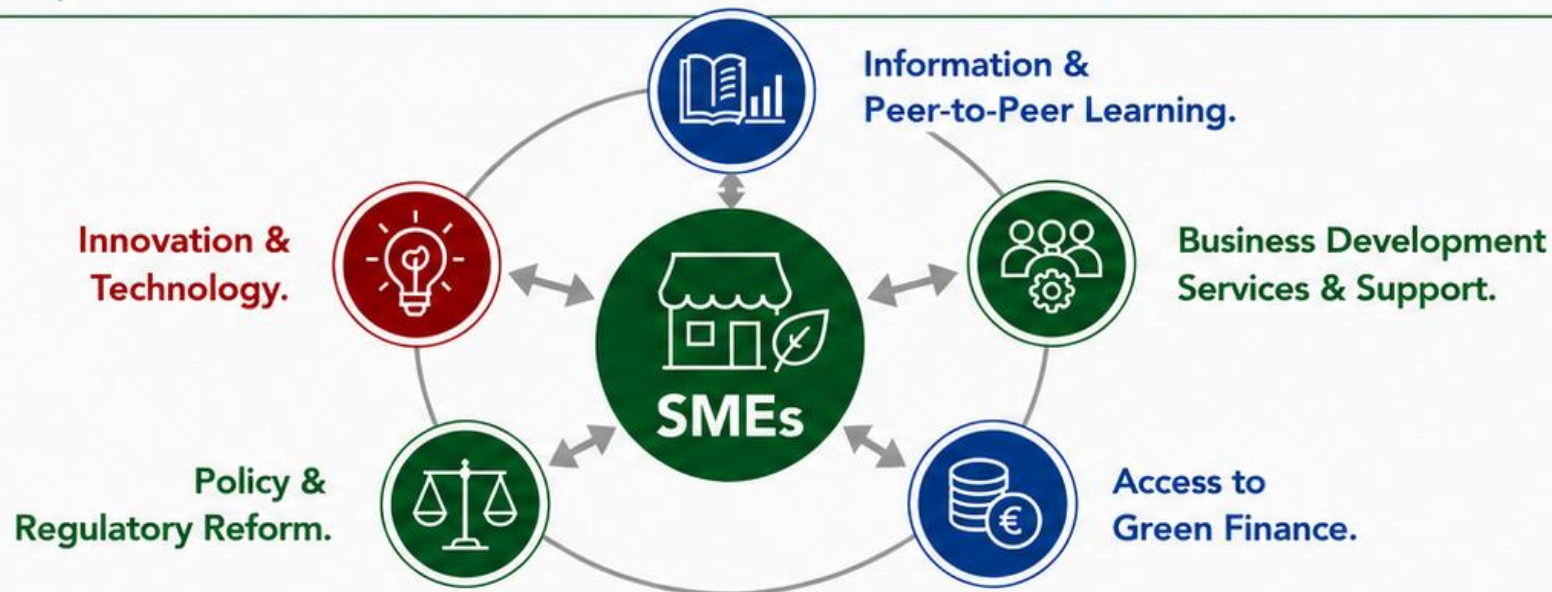 Information &
Peer-to-Peer Learning.
Innovation &
Technology.
Business Development
Services & Support.
SMEs
Policy &
Regulatory Reform.
Access to
Green Finance.
€